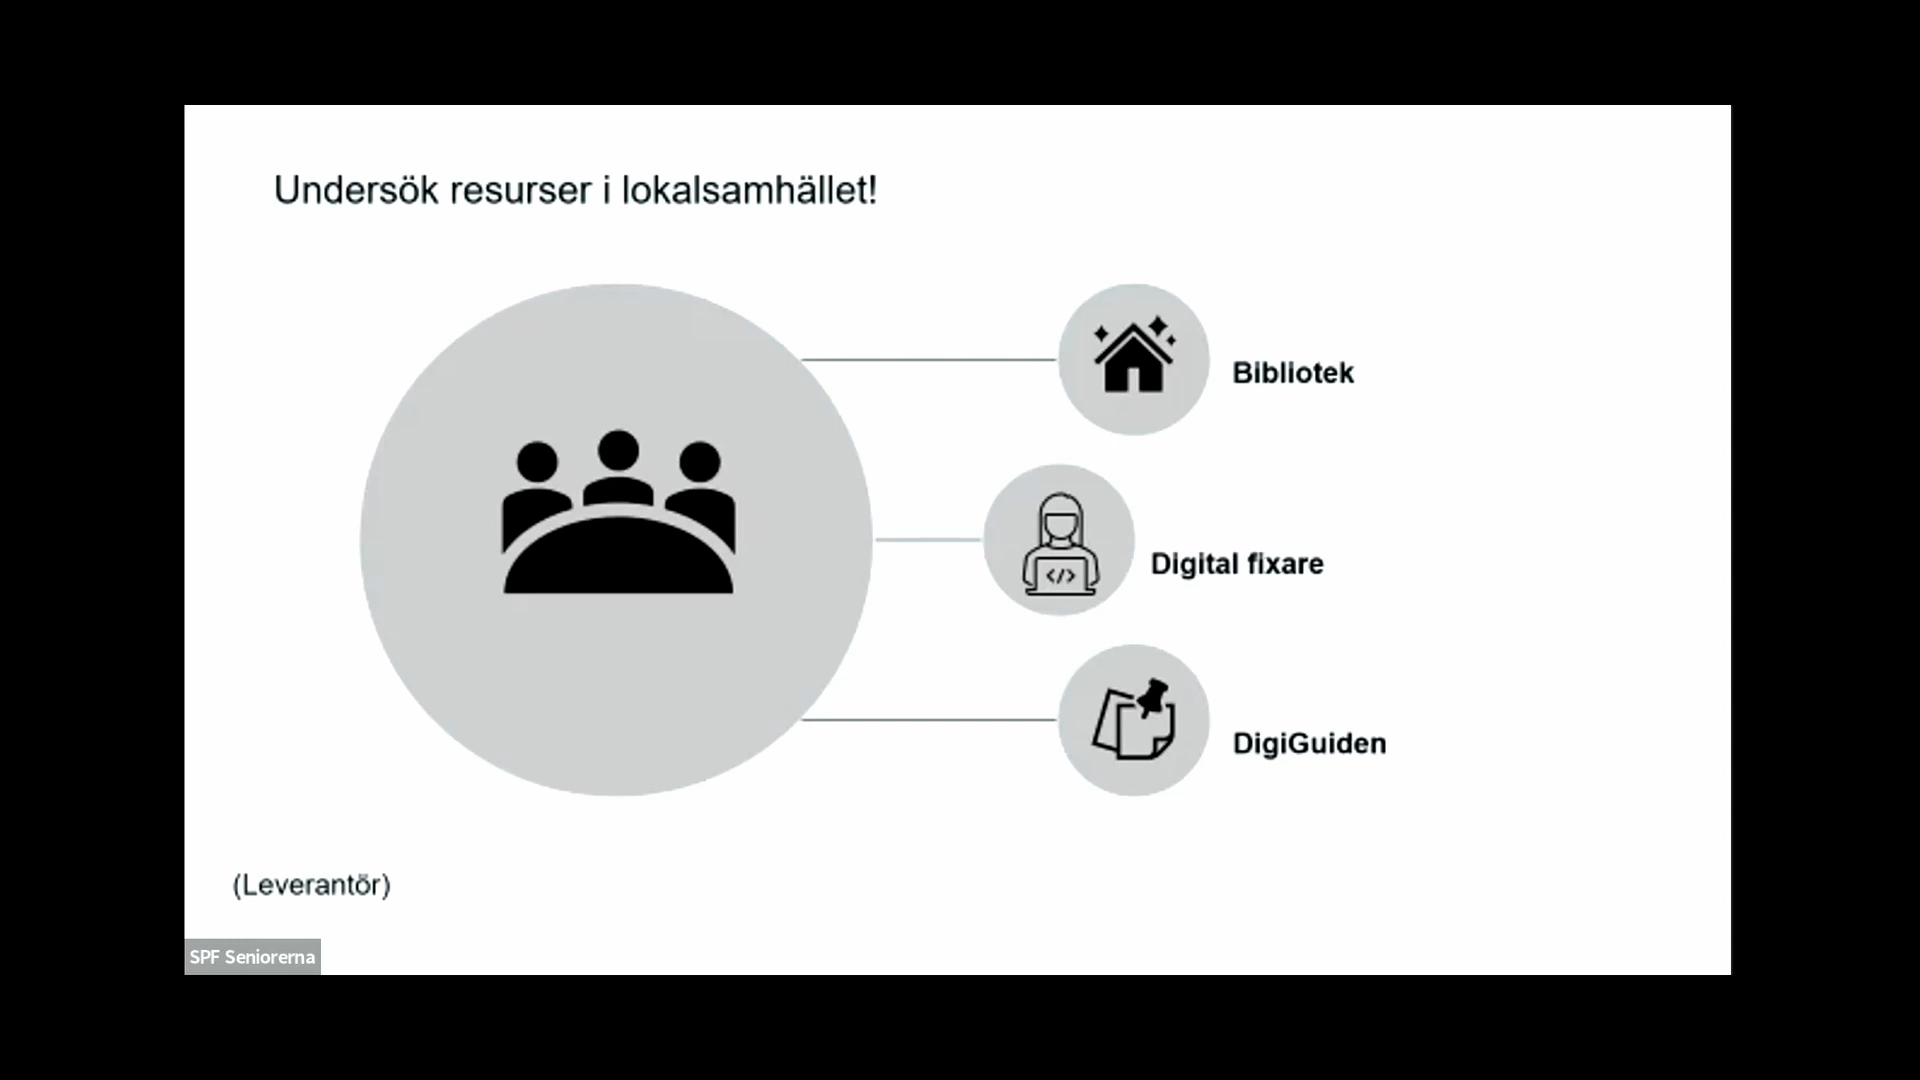 Undersök resurser i lokalsamhället!
Bibliotek
</>
Digital fixare
DigiGuiden
(Leverantör)
SPF Seniorerna